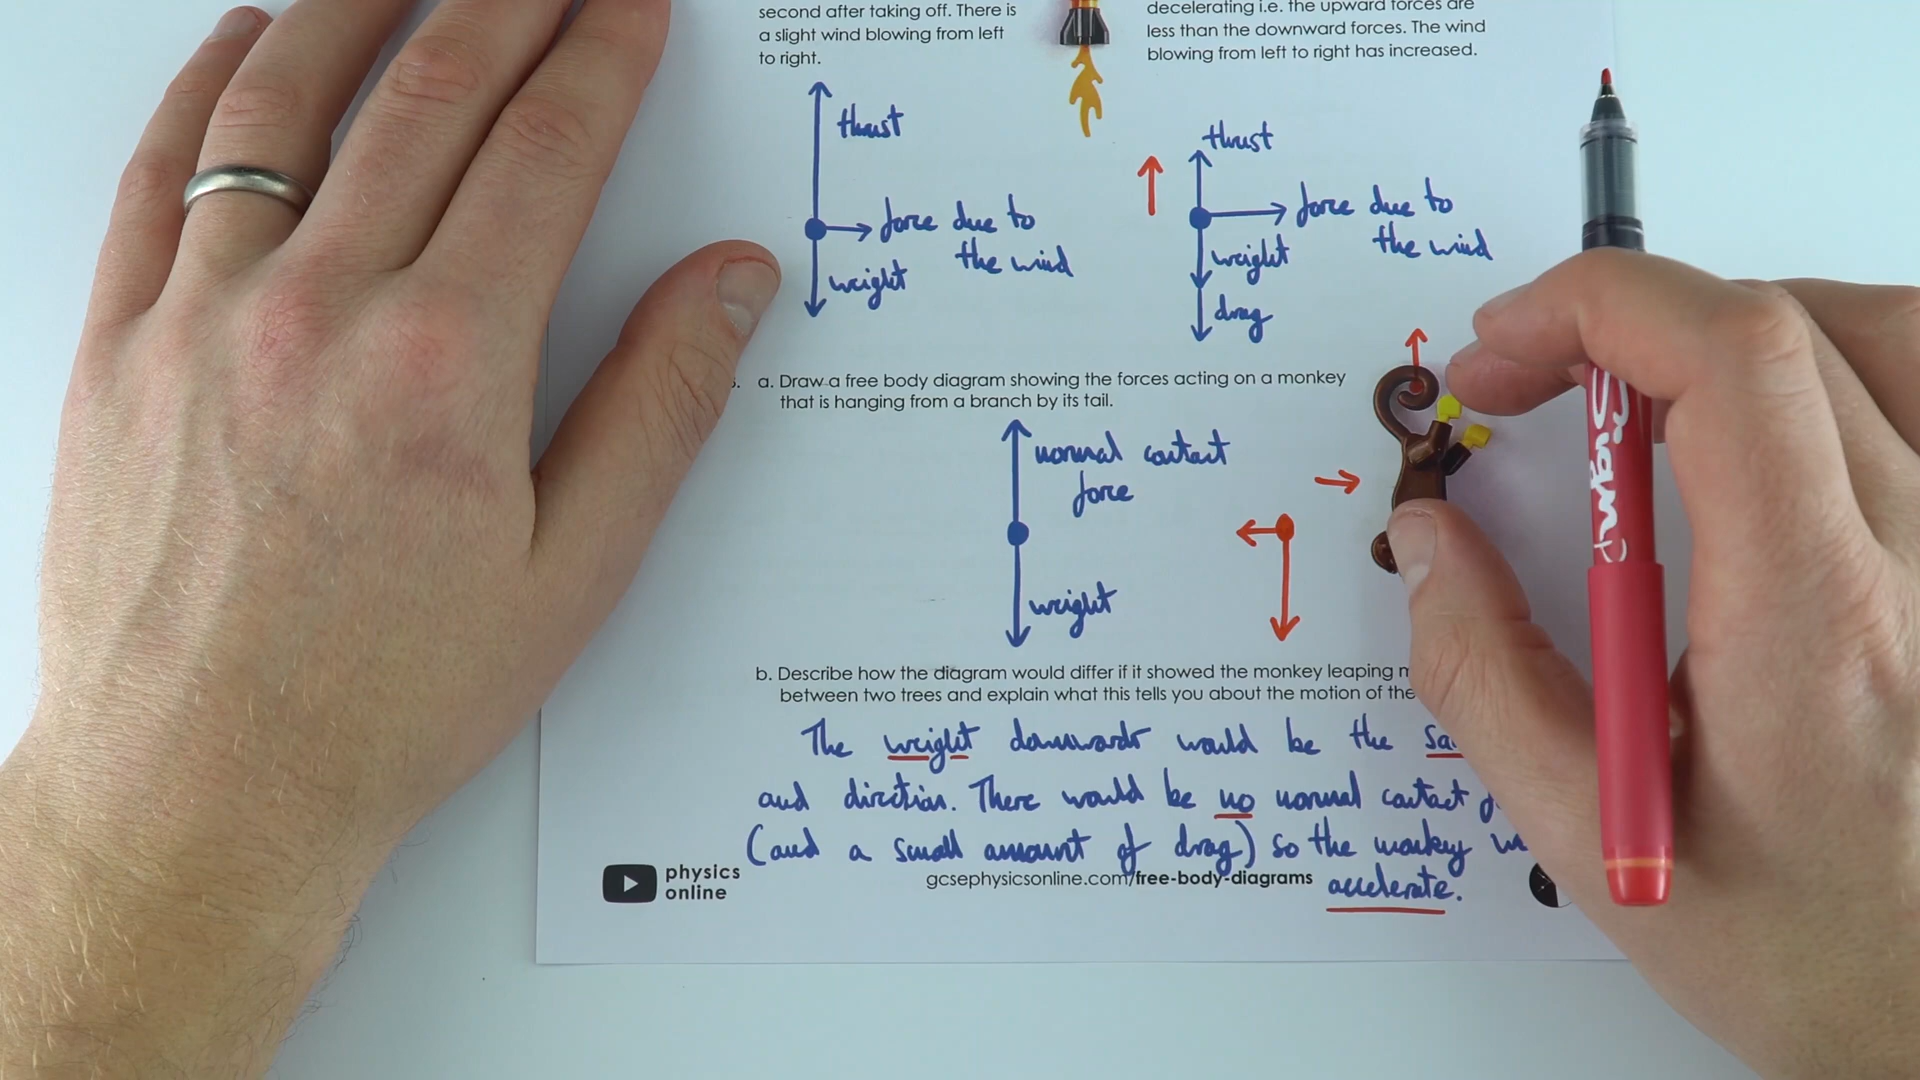 second after taking off. There is
a slight wind blowing from left
to right.
decelerating i.e. the upward forces are
less than the downward forces. The wind
blowing from left to right has increased.
thrust
force due to
the wind
weight
thrust
force due to
the wind
weight
drag
a. Draw a free body diagram showing the forces acting on a monkey
that is hanging from a branch by its tail.
normal contact
force
weight
b. Describe how the diagram would differ if it showed the monkey leaping
between two trees and explain what this tells you about the motion of the
The weight downwards would be the
and direction. There would be no normal contact
(and a small amount of drag) so the monkey
accelerate.
physics
online
gcsephysicsonline.com/free-body-diagrams